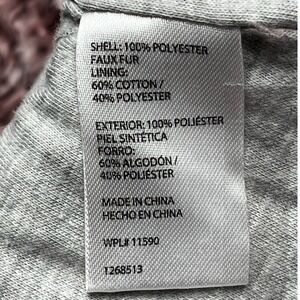 SHELL: 100% POLYESTER
FAUX FUR
LINING:
60% COTTON /
40% POLYESTER
EXTERIOR: 100% POLIÉSTER
PIEL SINTÉTICA
FORRO:
60% ALGODÓN /
40% POLIÉSTER
MADE IN CHINA
HECHO EN CHINA
WPL# 11590
1268513